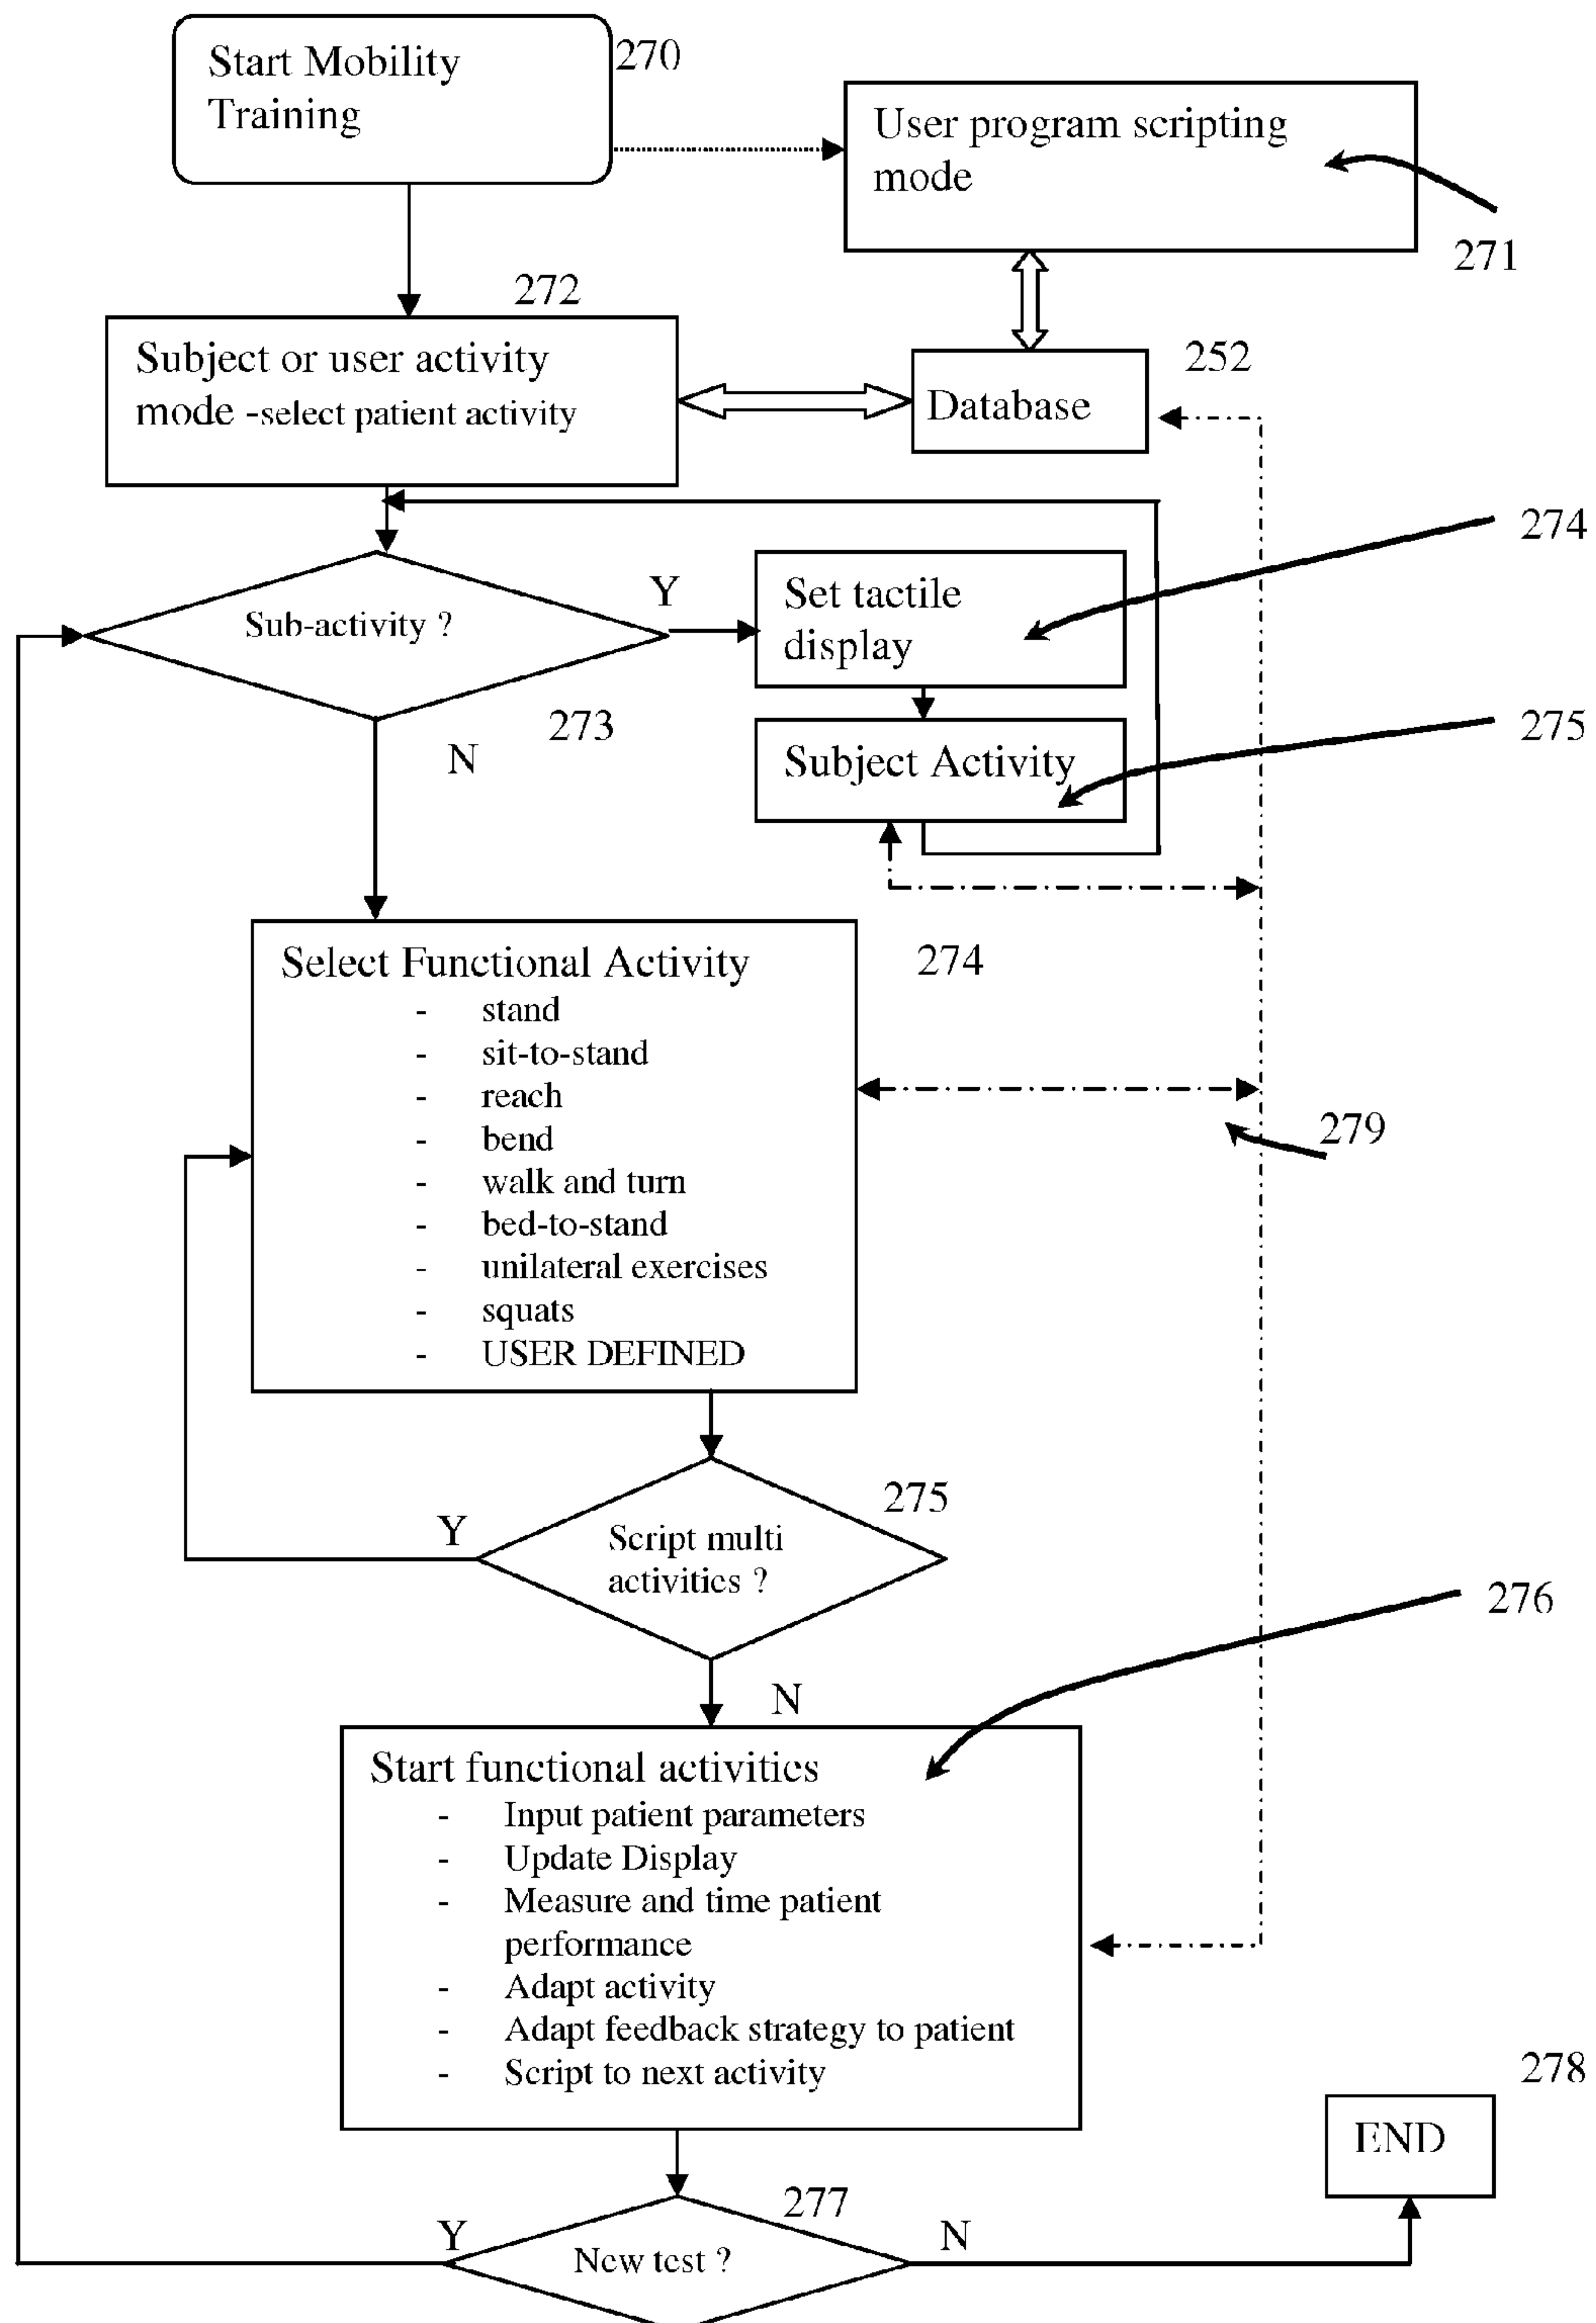 Start Mobility
Training
270
User program scripting
mode
271
272
Subject or user activity
mode -select patient activity
252
Database
274
Sub-activity ?
Y
Set tactile
display
273
N
275
Subject Activity
Select Functional Activity
274
- stand
- sit-to-stand
- reach
- bend
- walk and turn
- bed-to-stand
- unilateral exercises
- squats
- USER DEFINED
279
275
Y
Script multi
activities ?
276
N
Start functional activities
- Input patient parameters
- Update Display
- Measure and time patient
performance
- Adapt activity
- Adapt feedback strategy to patient
- Script to next activity
278
END
277
Y
New test ?
N